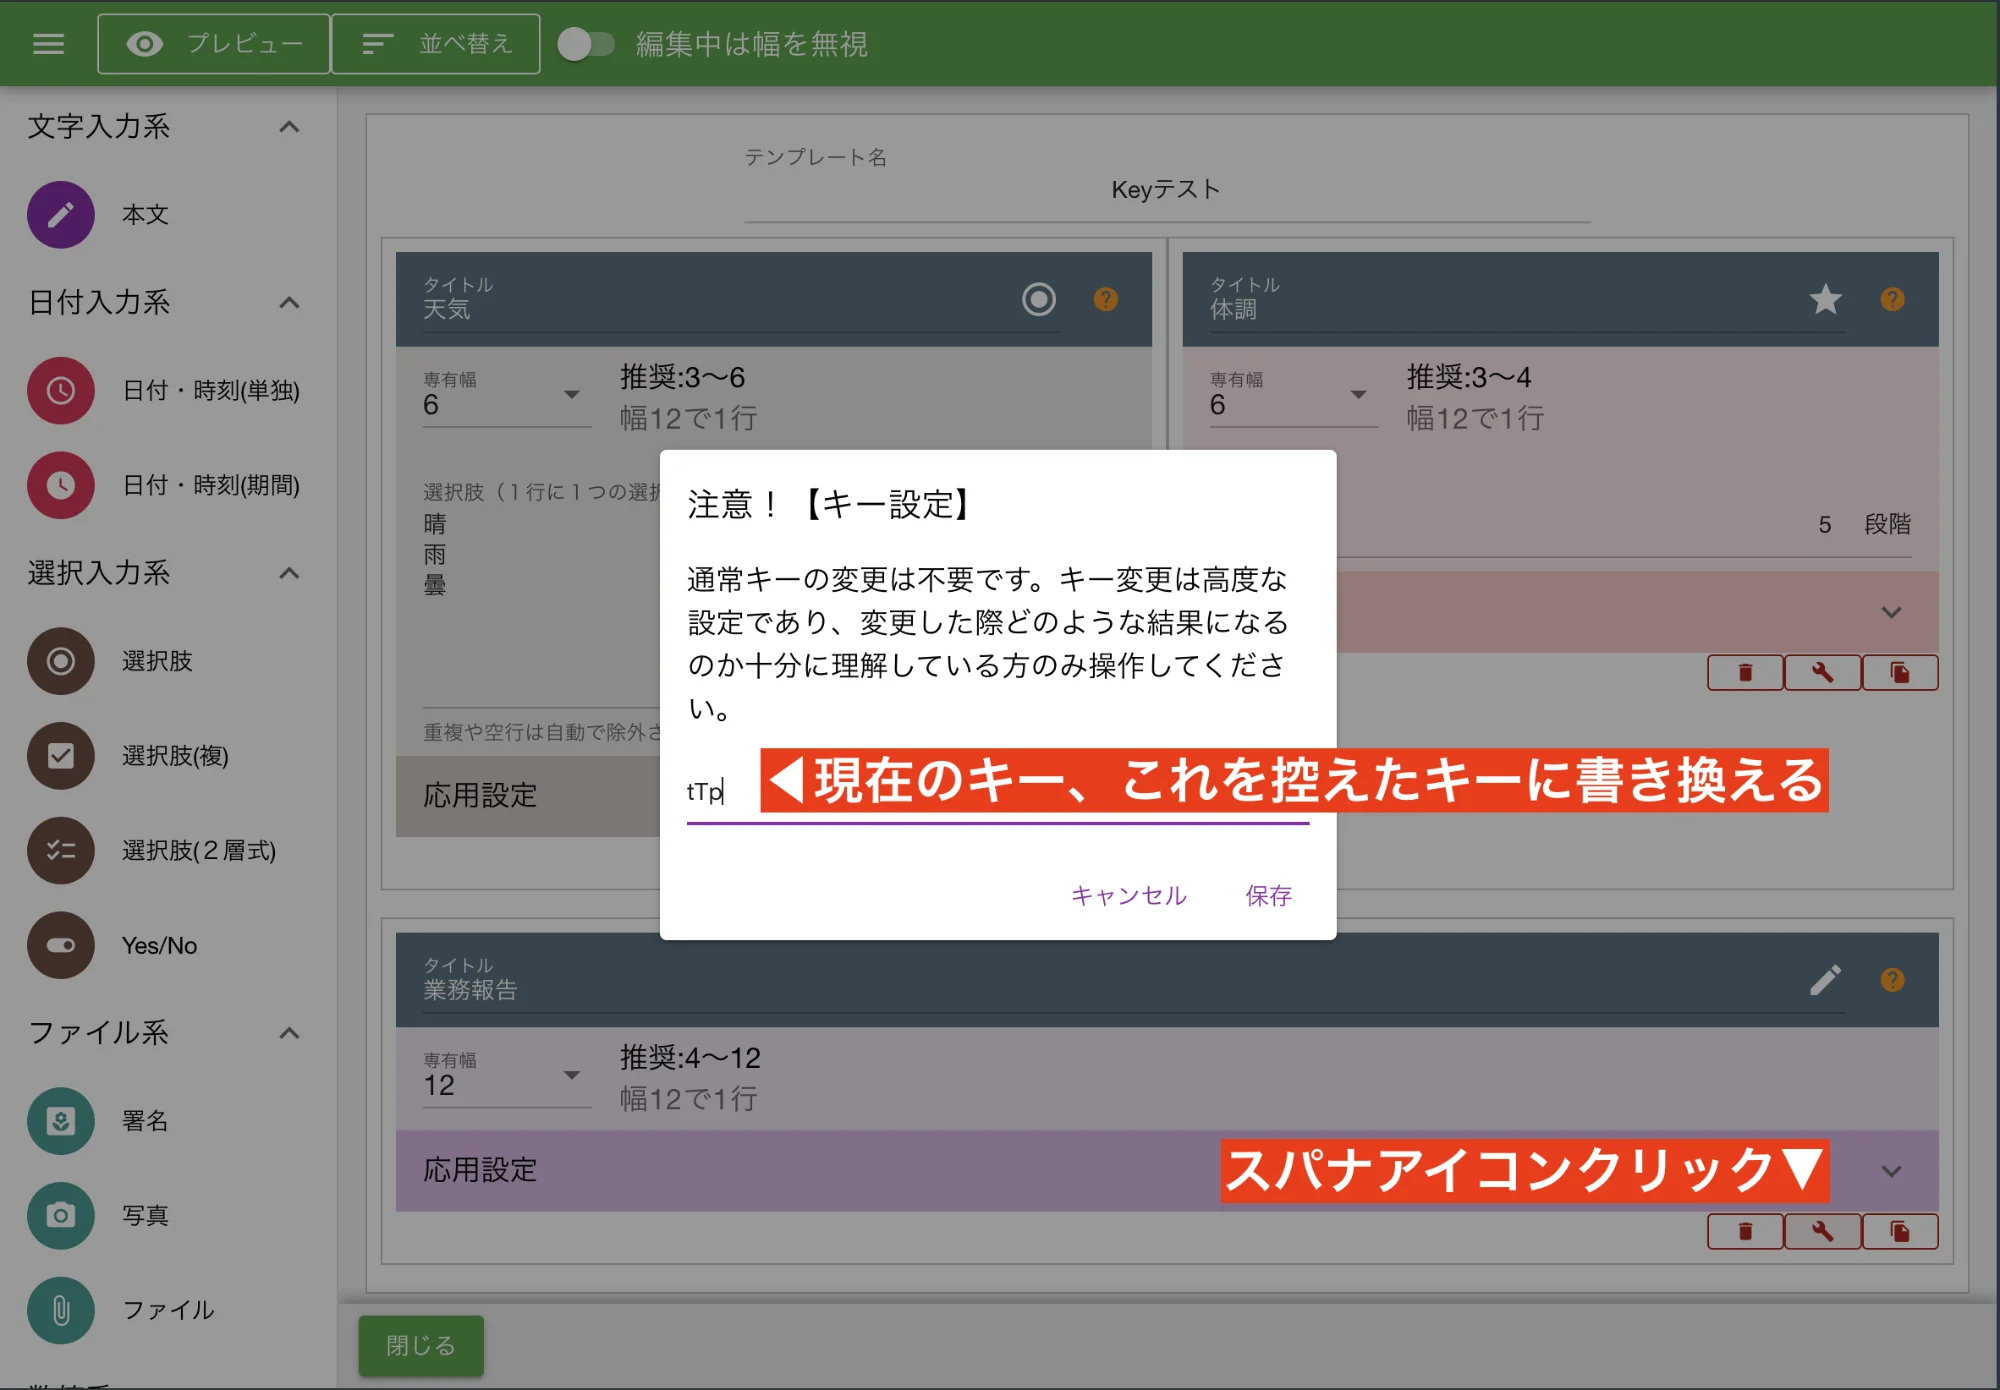 プレビュー
並べ替え
編集中は幅を無視
文字入力系
本文
日付入力系
日付・時刻(単独)
日付・時刻(期間)
選択入力系
選択肢
選択肢(複)
選択肢(２層式)
Yes/No
ファイル系
署名
写真
ファイル
テンプレート名
Keyテスト
タイトル
天気
専有幅
6
推奨:3〜6
幅12で1行
選択肢（１行に１つの選択
晴
雨
曇
重複や空行は自動で除外さ
応用設定
タイトル
体調
専有幅
6
推奨:3〜4
幅12で1行
5 段階
注意！【キー設定】
通常キーの変更は不要です。キー変更は高度な
設定であり、変更した際どのような結果になる
のか十分に理解している方のみ操作してくださ
い。
tTp
◀現在のキー、これを控えたキーに書き換える
キャンセル
保存
タイトル
業務報告
専有幅
12
推奨:4〜12
幅12で1行
応用設定
スパナアイコンクリック▼
閉じる